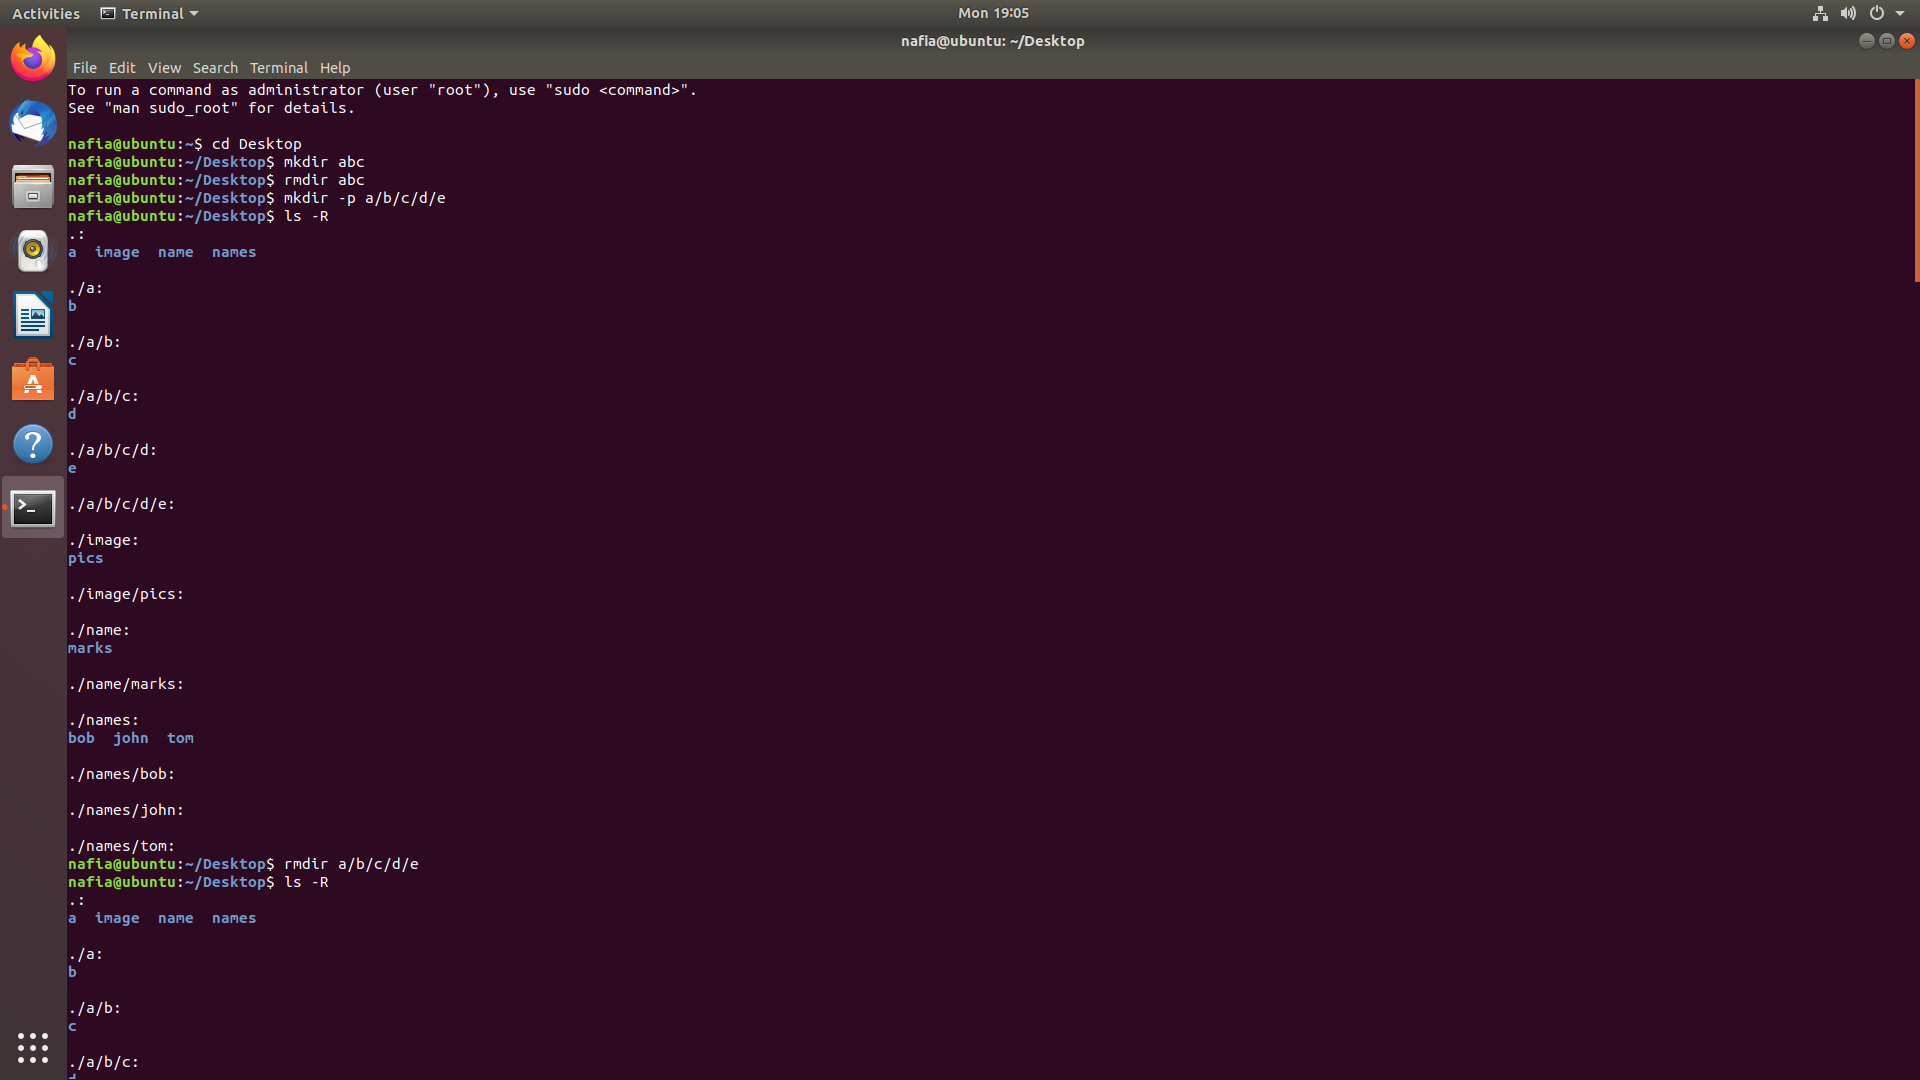 Activities Terminal Mon 19:05
nafia@ubuntu: ~/Desktop
File Edit View Search Terminal Help
To run a command as administrator (user "root"), use "sudo <command>".
See "man sudo_root" for details.
nafia@ubuntu:~$ cd Desktop
nafia@ubuntu:~/Desktop$ mkdir abc
nafia@ubuntu:~/Desktop$ rmdir abc
nafia@ubuntu:~/Desktop$ mkdir -p a/b/c/d/e
nafia@ubuntu:~/Desktop$ ls -R
.:
a image name names
./a:
b
./a/b:
c
./a/b/c:
d
./a/b/c/d:
e
./a/b/c/d/e:
./image:
pics
./image/pics:
./name:
marks
./name/marks:
./names:
bob john tom
./names/bob:
./names/john:
./names/tom:
nafia@ubuntu:~/Desktop$ rmdir a/b/c/d/e
nafia@ubuntu:~/Desktop$ ls -R
.:
a image name names
./a:
b
./a/b:
c
./a/b/c: